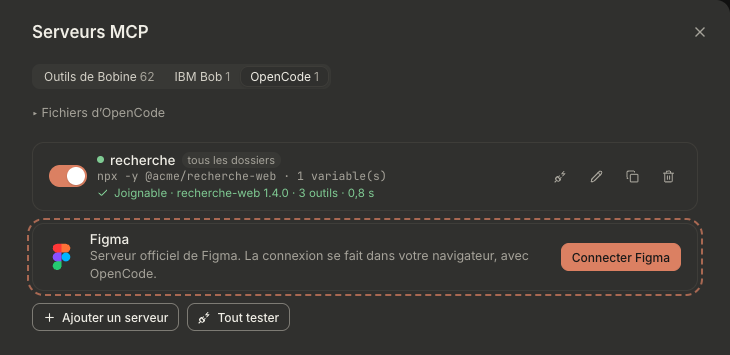 Serveurs MCP
Outils de Bobine 62 IBM Bob 1 OpenCode 1
Fichiers d’OpenCode
recherche tous les dossiers
npx -y @acme/recherche-web · 1 variable(s)
Joignable · recherche-web 1.4.0 · 3 outils · 0,8 s
Figma
Serveur officiel de Figma. La connexion se fait dans votre navigateur, avec
OpenCode.
Connecter Figma
Ajouter un serveur Tout tester